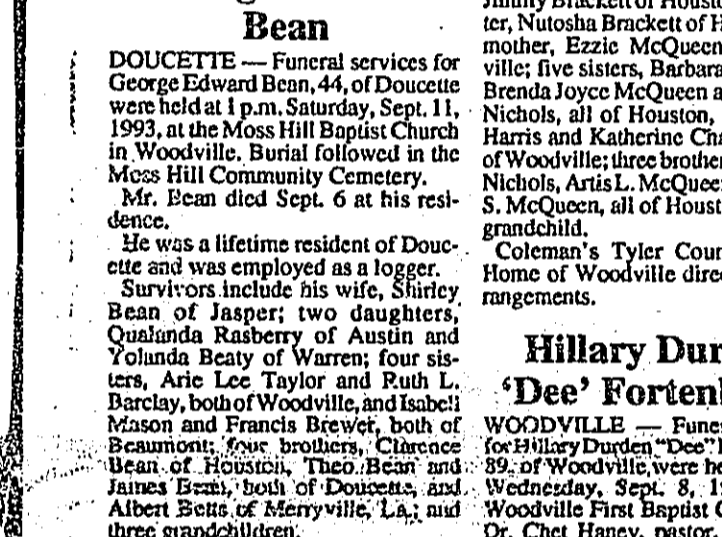 Bean
DOUCETTE — Funeral services for
George Edward Bean, 44, of Doucette
were held at 1 p.m. Saturday, Sept. 11,
1993, at the Moss Hill Baptist Church
in Woodville. Burial followed in the
Moss Hill Community Cemetery.
Mr. Bean died Sept. 6 at his resi-
dence.
He was a lifetime resident of Douc-
ette and was employed as a logger.
Survivors include his wife, Shirley
Bean of Jasper; two daughters,
Qualanda Rasberry of Austin and
Yolanda Beaty of Warren; four sis-
ters, Arie Lee Taylor and Ruth L.
Barclay, both of Woodville, and Isabell
Mason and Francis Brewer, both of
Beaumont; four brothers, Clarence
Bean of Houston, Theo Bean and
James Bean, both of Doucette, and
Albert Betts of Merryville, La.; and
three grandchildren.
Jimmy Brackett of Housto
ter, Nutosha Brackett of H
mother, Ezzie McQueen
ville; five sisters, Barbara
Brenda Joyce McQueen a
Nichols, all of Houston,
Harris and Katherine Cha
of Woodville; three brother
Nichols, Artis L. McQuee
S. McQueen, all of Houst
grandchild.
Coleman's Tyler Cour
Home of Woodville direc
rangements.
Hillary Dur
'Dee' Forten
WOODVILLE — Fune
for Hillary Durden "Dee"
89, of Woodville, were he
Wednesday, Sept. 8, 1
Woodville First Baptist C
Dr. Chet Haney, pastor,